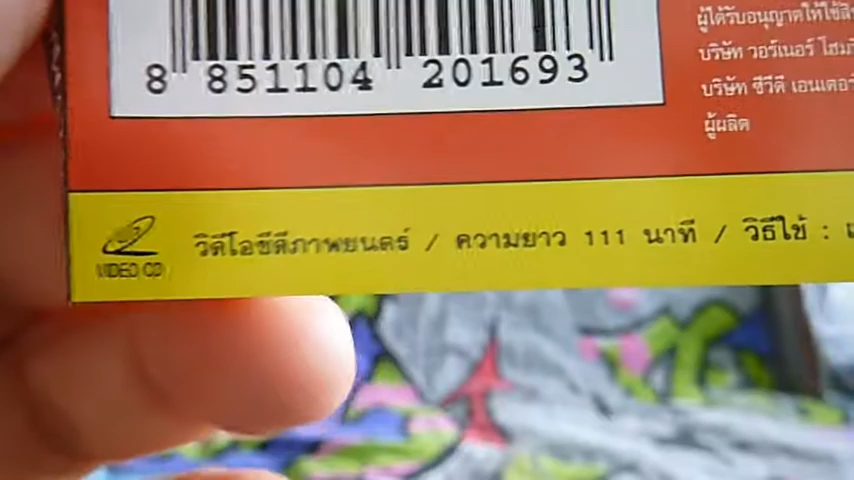 8 851104 201693
ผู้ได้รับอนุญาตให้ใช้
บริษัท วอร์เนอร์ โฮม
บริษัท ซีวีดี เอนเตอร์
ผู้ผลิต
VIDEO CD
วิดีโอซีดีภาพยนตร์ / ความยาว 111 นาที / วิธีใช้ :